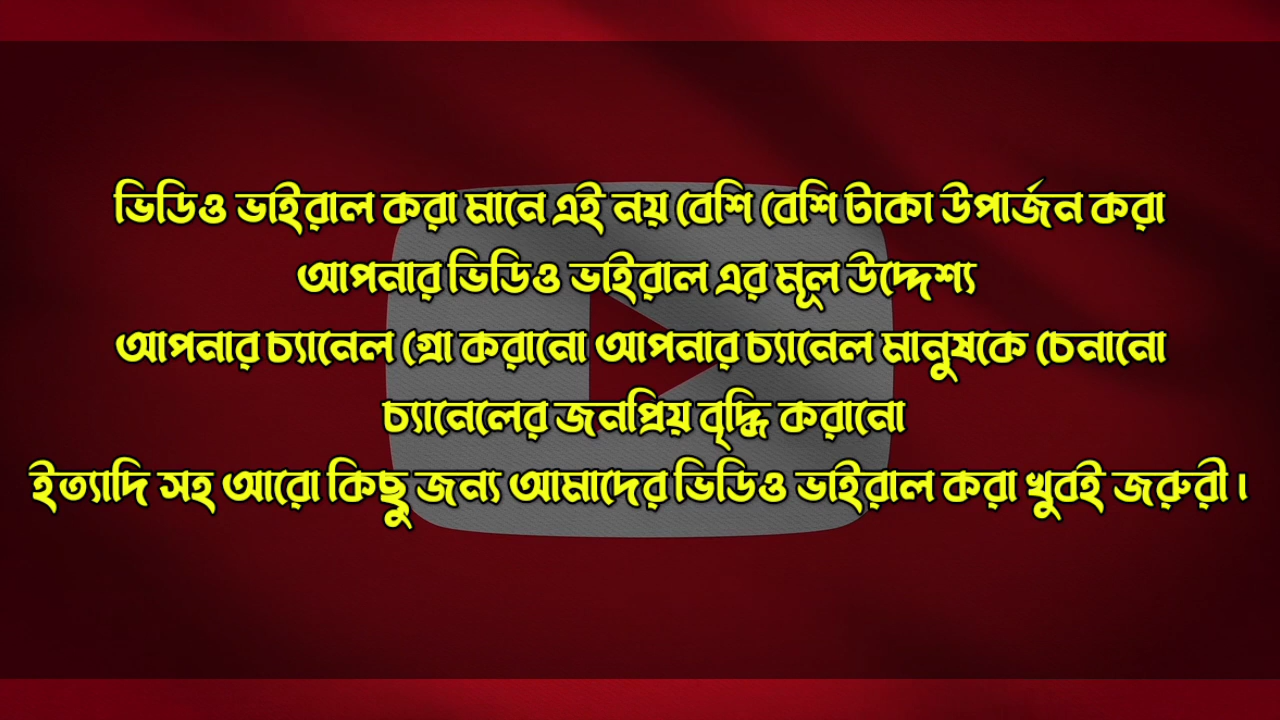 ভিডিও ভাইরাল করা মানে এই নয় বেশি বেশি টাকা উপার্জন করা
আপনার ভিডিও ভাইরাল এর মূল উদ্দেশ্য
আপনার চ্যানেল গ্রো করানো আপনার চ্যানেল মানুষকে চেনানো
চ্যানেলের জনপ্রিয় বৃদ্ধি করানো
ইত্যাদি সহ আরো কিছু জন্য আমাদের ভিডিও ভাইরাল করা খুবই জরুরী।